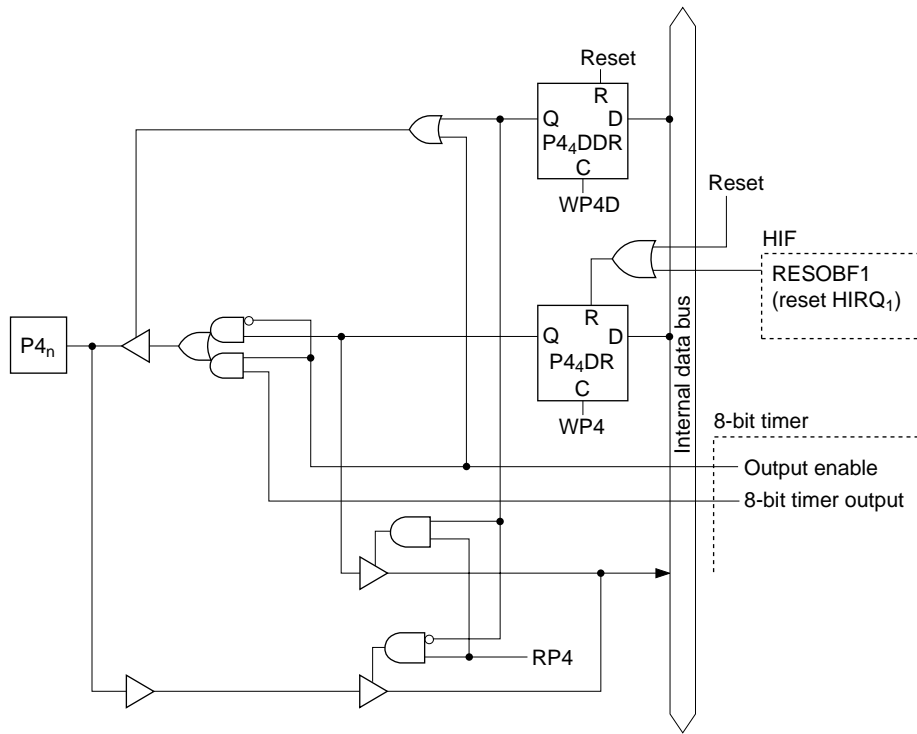 Reset
R
Q D
P4₄DDR
C
WP4D
Reset
HIF
RESOBF1
(reset HIRQ₁)
R
Q D
P4₄DR
C
WP4
P4ₙ
Internal data bus
8-bit timer
Output enable
8-bit timer output
RP4